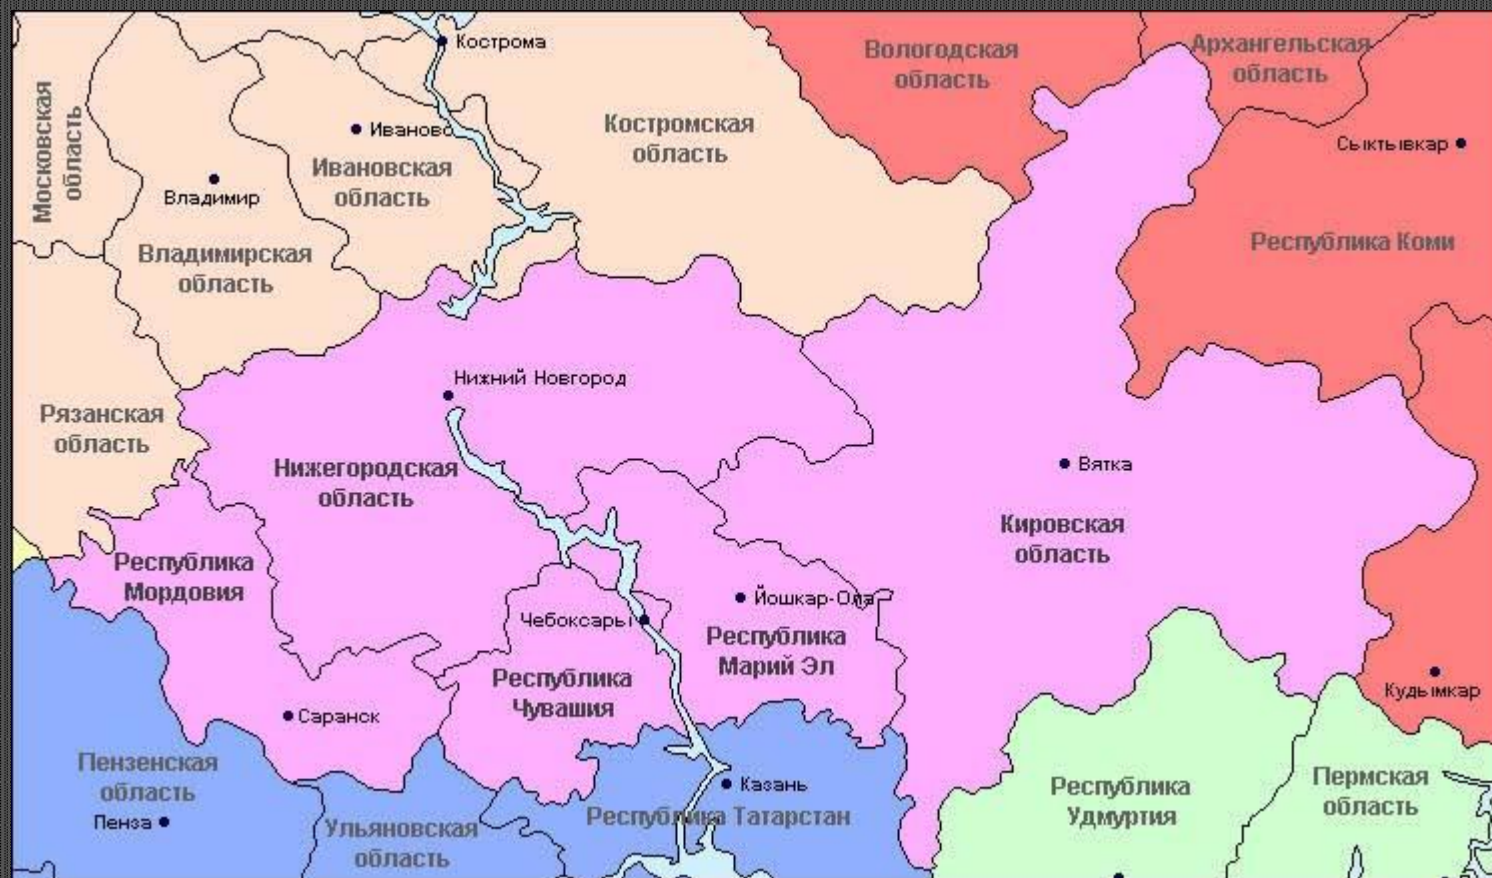 Кострома
Вологодская
область
Архангельская
область
Московская
область
Иваново
Костромская
область
Сыктывкар
Ивановская
область
Владимир
Владимирская
область
Республика Коми
Нижний Новгород
Рязанская
область
Нижегородская
область
Вятка
Кировская
область
Республика
Мордовия
Йошкар-Ола
Чебоксары
Республика
Марий Эл
Республика
Чувашия
Кудымкар
Саранск
Пензенская
область
Пенза
Казань
Республика Татарстан
Ульяновская
область
Республика
Удмуртия
Пермская
область